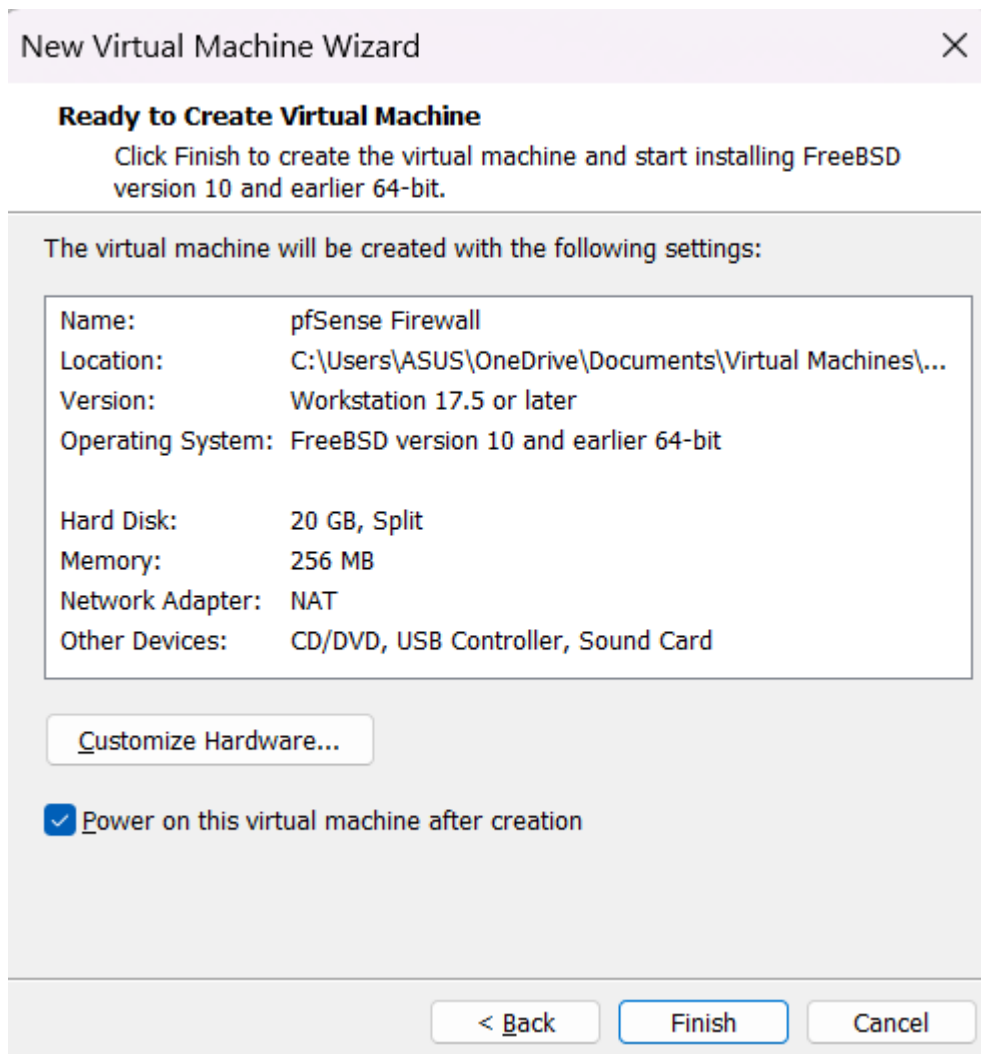 New Virtual Machine Wizard
Ready to Create Virtual Machine
Click Finish to create the virtual machine and start installing FreeBSD
version 10 and earlier 64-bit.
The virtual machine will be created with the following settings:
Name: pfSense Firewall
Location: C:\Users\ASUS\OneDrive\Documents\Virtual Machines\...
Version: Workstation 17.5 or later
Operating System: FreeBSD version 10 and earlier 64-bit
Hard Disk: 20 GB, Split
Memory: 256 MB
Network Adapter: NAT
Other Devices: CD/DVD, USB Controller, Sound Card
Customize Hardware...
Power on this virtual machine after creation
< Back Finish Cancel